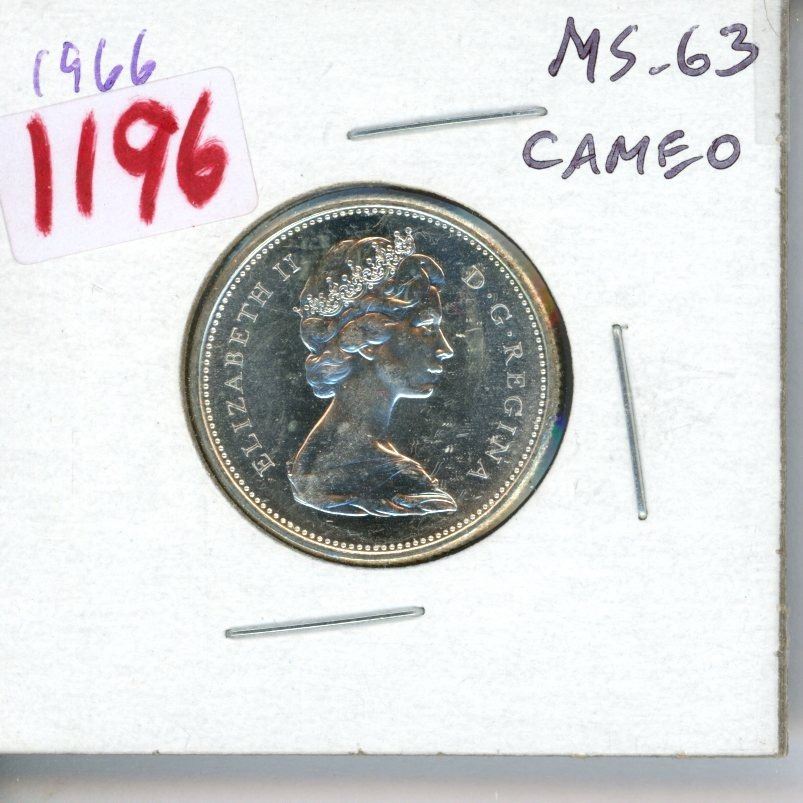 1966
1196
MS-63
CAMEO
ELIZABETH II D·G·REGINA